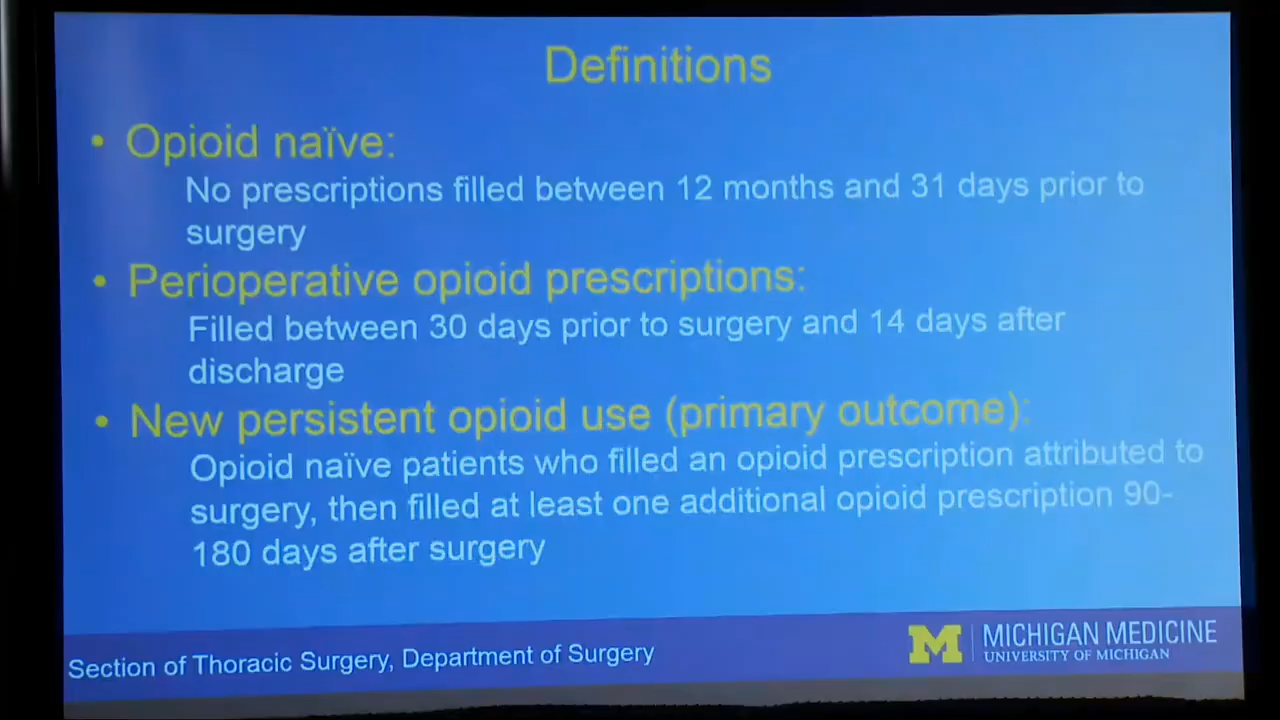 Definitions
• Opioid naïve:
No prescriptions filled between 12 months and 31 days prior to
surgery
• Perioperative opioid prescriptions:
Filled between 30 days prior to surgery and 14 days after
discharge
• New persistent opioid use (primary outcome):
Opioid naïve patients who filled an opioid prescription attributed to
surgery, then filled at least one additional opioid prescription 90-
180 days after surgery
Section of Thoracic Surgery, Department of Surgery
M
MICHIGAN MEDICINE
UNIVERSITY OF MICHIGAN